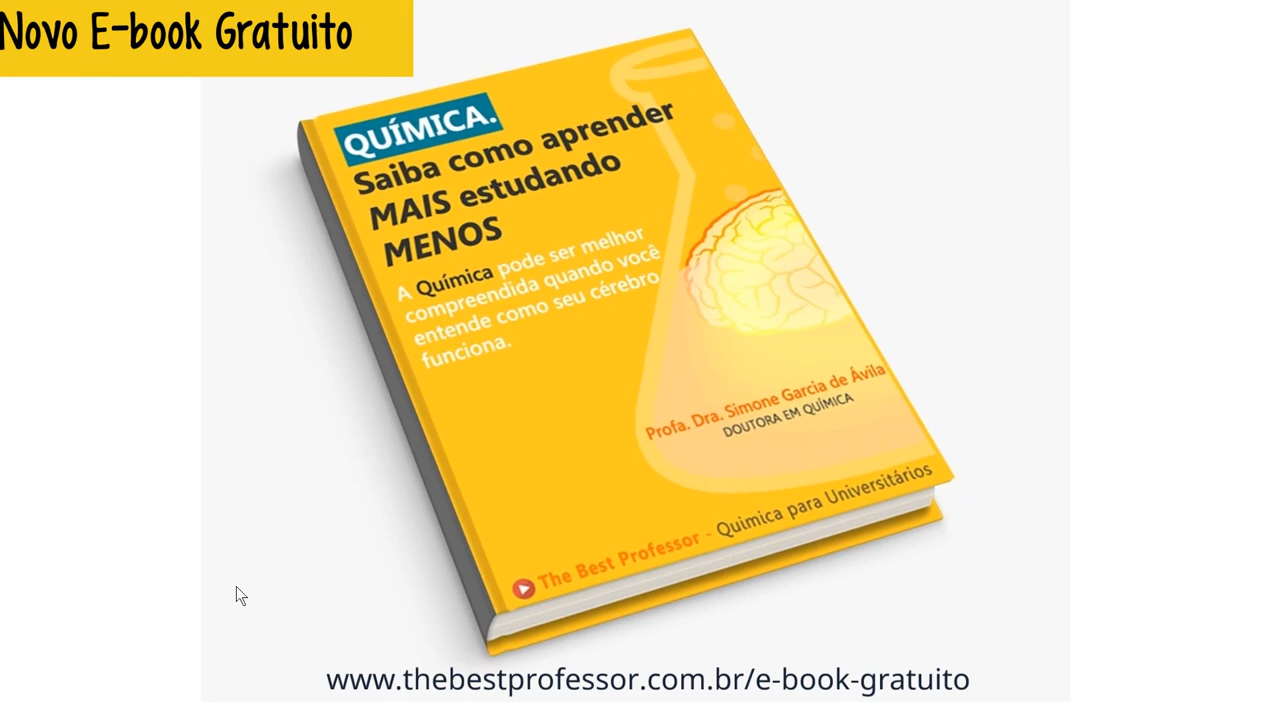 Novo E-book Gratuito
QUÍMICA.
Saiba como aprender
MAIS estudando
MENOS
A Química pode ser melhor
compreendida quando você
entende como seu cérebro
funciona.
Profa. Dra. Simone Garcia de Ávila
DOUTORA EM QUÍMICA
The Best Professor - Quimica para Universitários
www.thebestprofessor.com.br/e-book-gratuito